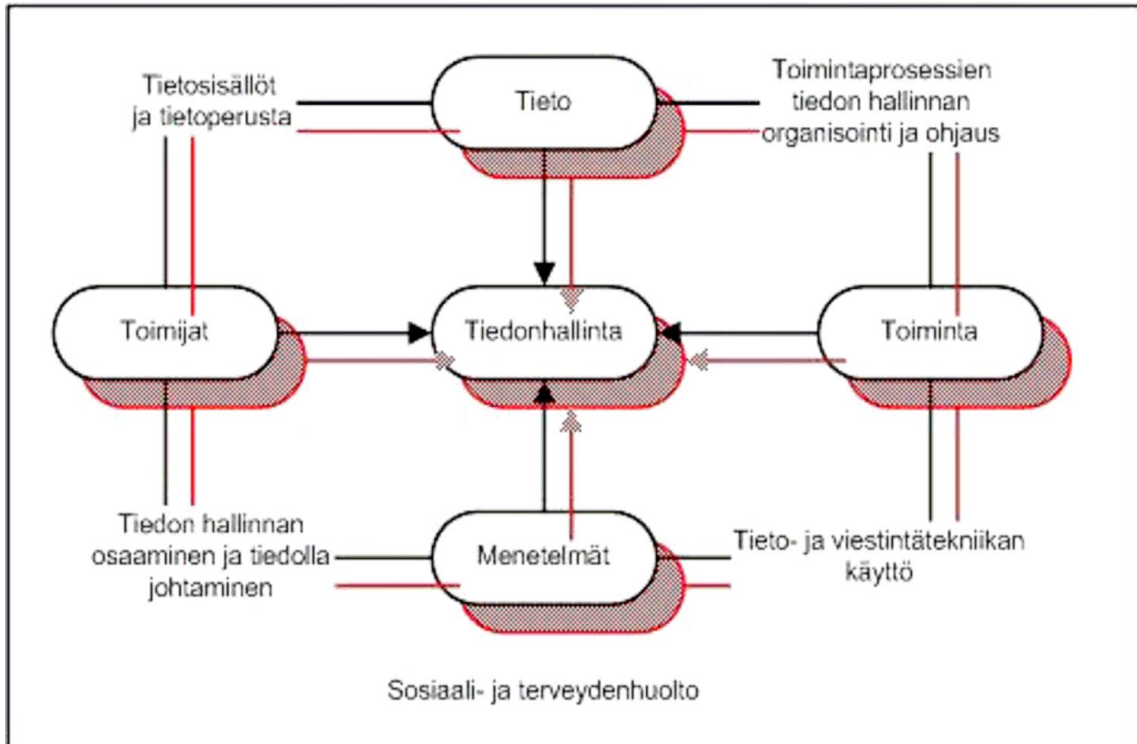 Tietosisällöt
ja tietoperusta
Tieto
Toimintaprosessien
tiedon hallinnan
organisointi ja ohjaus
Toimijat
Tiedonhallinta
Toiminta
Tiedon hallinnan
osaaminen ja tiedolla
johtaminen
Menetelmät
Tieto- ja viestintätekniikan
käyttö
Sosiaali- ja terveydenhuolto